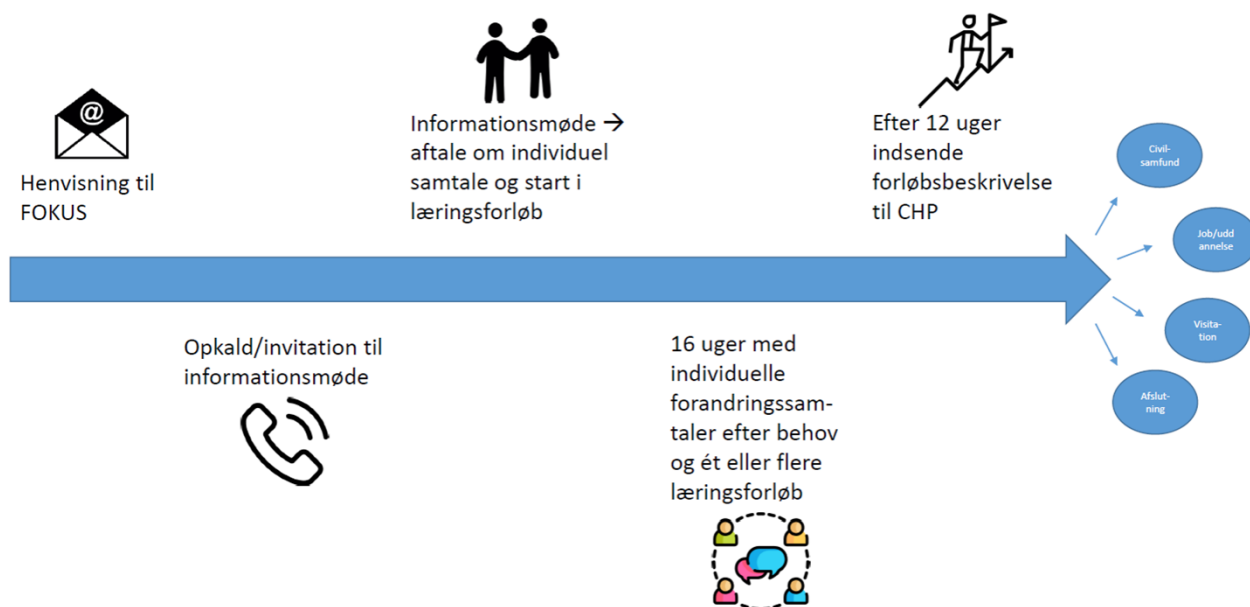 @
Henvisning til
FOKUS
Opkald/invitation til
informationsmøde
Informationsmøde →
aftale om individuel
samtale og start i
læringsforløb
16 uger med
individuelle
forandringssam-
taler efter behov
og ét eller flere
læringsforløb
Efter 12 uger
indsende
forløbsbeskrivelse
til CHP
Civil-
samfund
Job/udd
annelse
Visita-
tion
Afslut-
ning